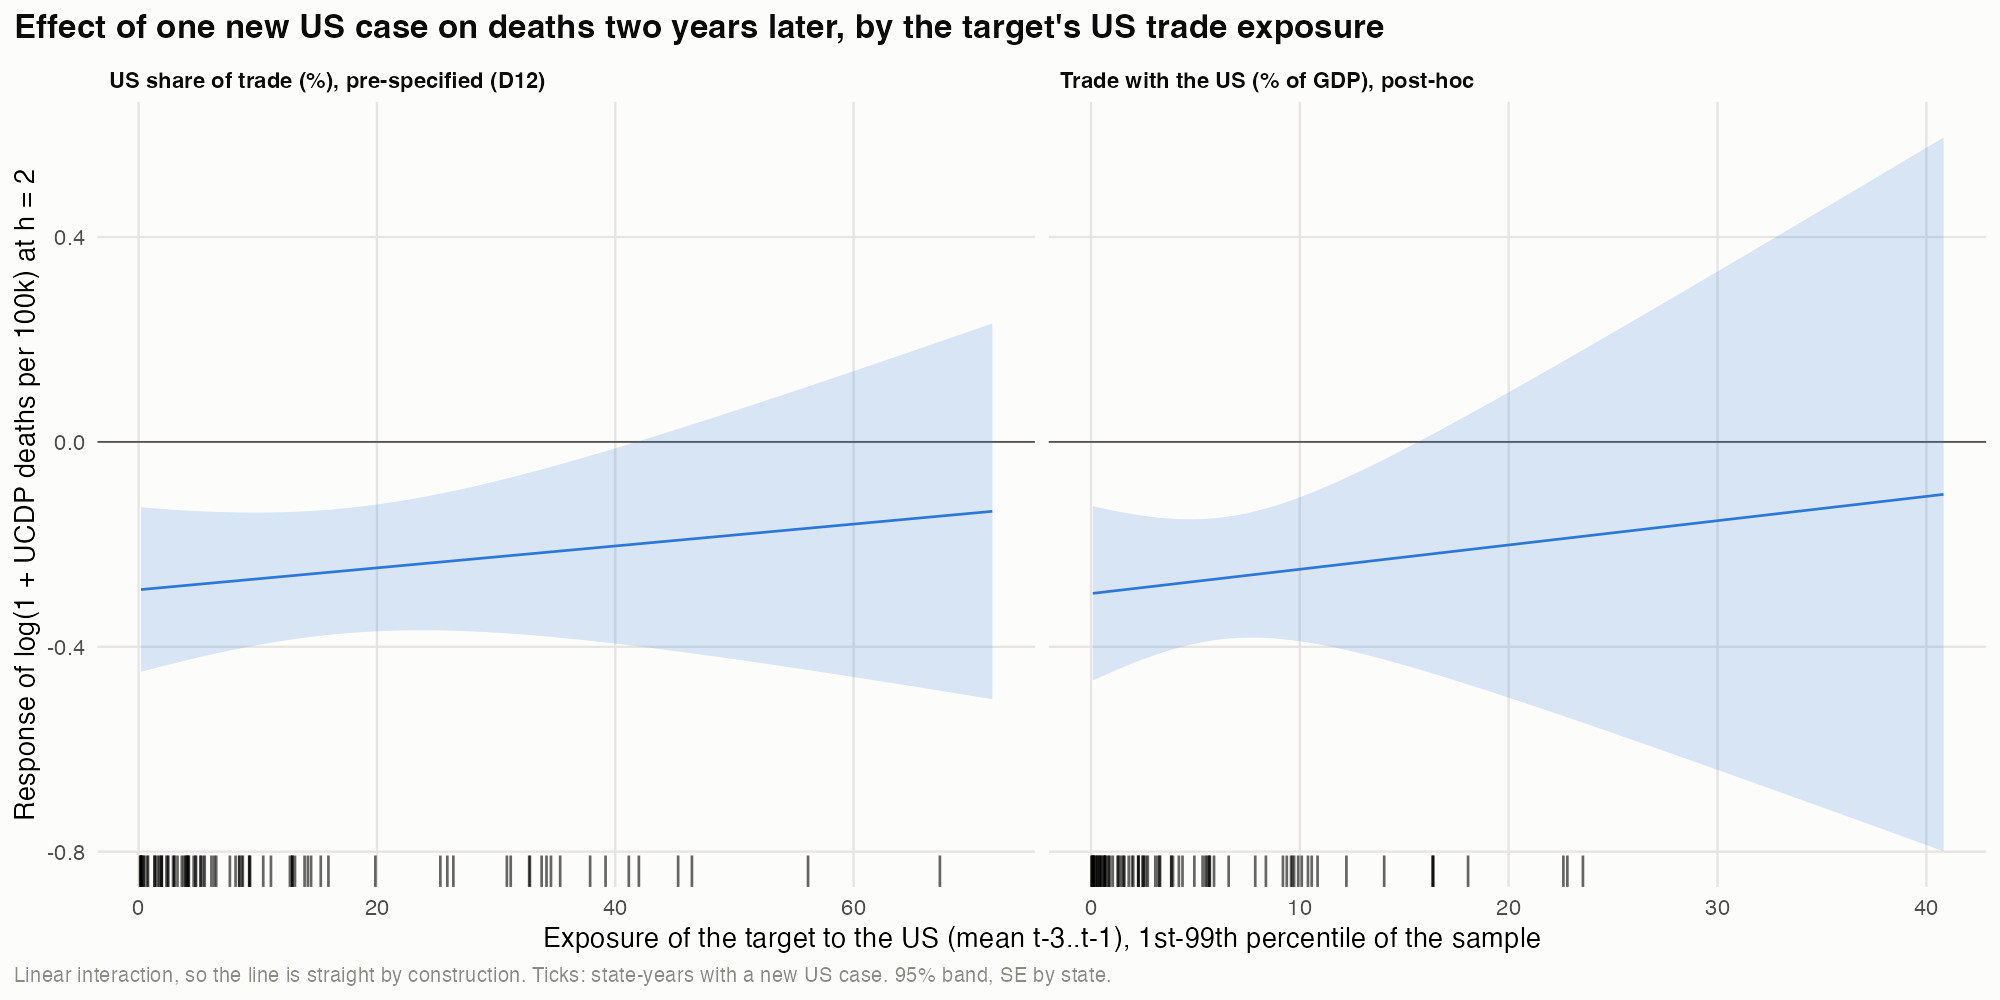 Effect of one new US case on deaths two years later, by the target's US trade exposure
US share of trade (%), pre-specified (D12)
Trade with the US (% of GDP), post-hoc
Response of log(1 + UCDP deaths per 100k) at h = 2
0.4
0.0
-0.4
-0.8
0 20 40 60
0 10 20 30 40
Exposure of the target to the US (mean t-3..t-1), 1st-99th percentile of the sample
Linear interaction, so the line is straight by construction. Ticks: state-years with a new US case. 95% band, SE by state.